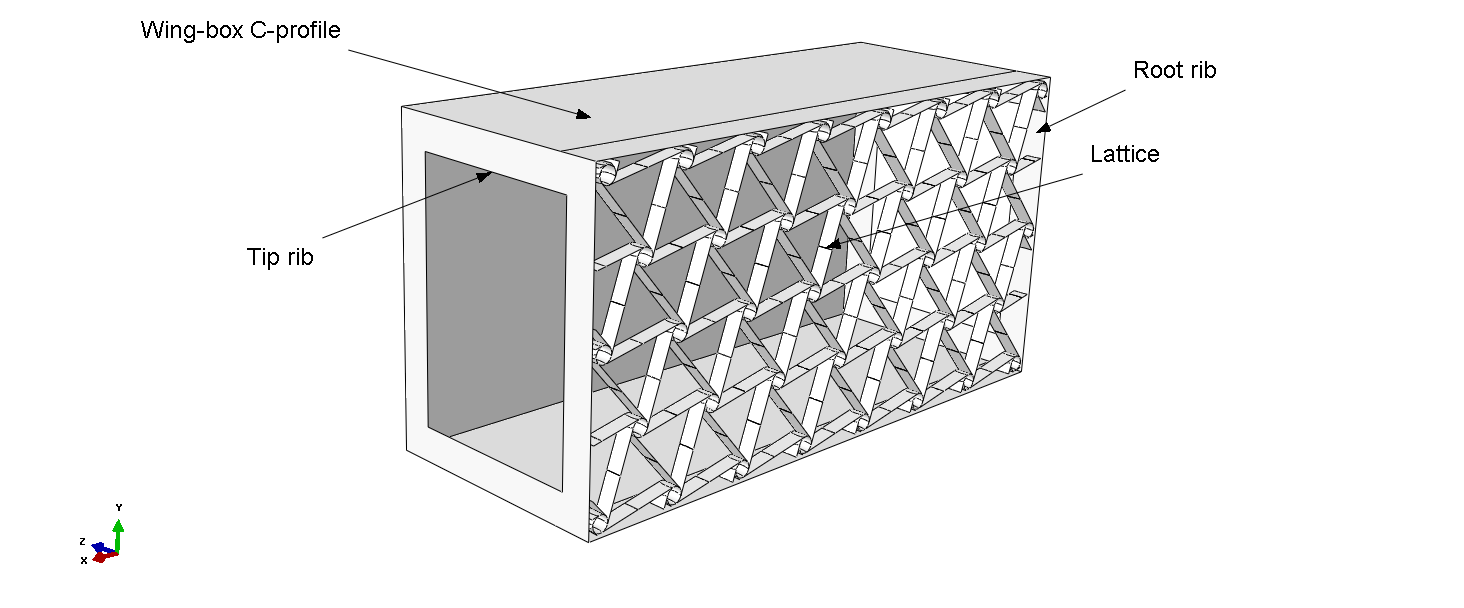 Wing-box C-profile
Root rib
Lattice
Tip rib
Y
Z
X